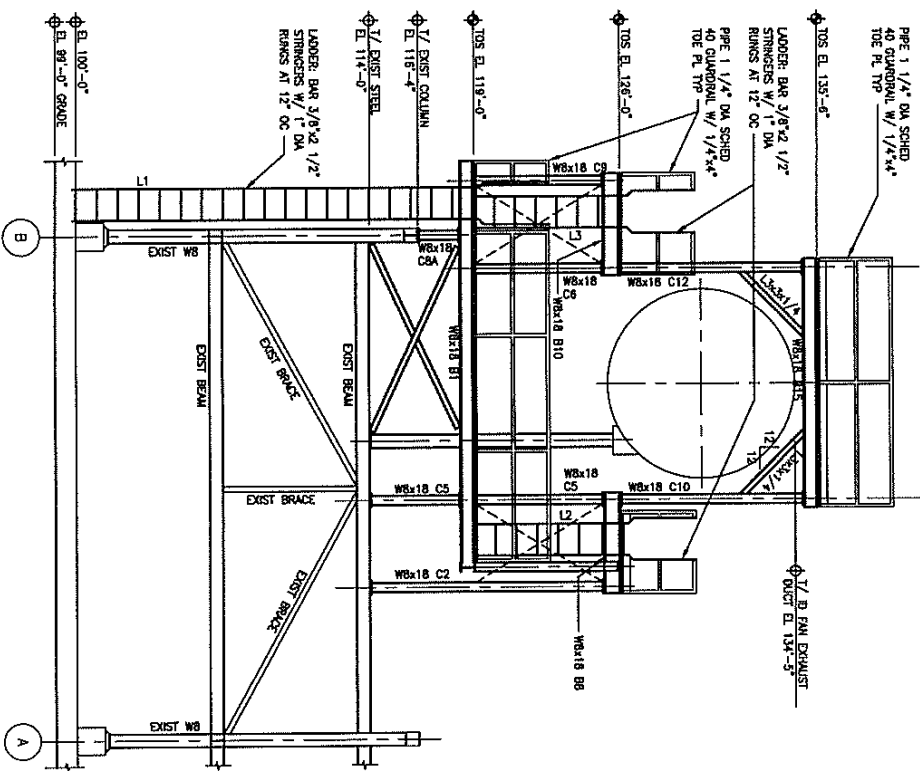 PIPE 1 1/4" DIA SCHED
40 GUARDRAIL W/ 1/4"x4"
TOE PL TYP
TOS EL 135'-6"
LADDER: BAR 3/8"x2 1/2"
STRINGERS W/ 1" DIA
RUNGS AT 12" OC
PIPE 1 1/4" DIA SCHED
40 GUARDRAIL W/ 1/4"x4"
TOE PL TYP
TOS EL 126'-0"
TOS EL 119'-0"
T/ EXIST COLUMN
EL 116'-4"
T/ EXIST STEEL
EL 114'-0"
LADDER: BAR 3/8"x2 1/2"
STRINGERS W/ 1" DIA
RUNGS AT 12" OC
EL 100'-0"
EL 99'-0" GRADE
T/ ID FAN EXHAUST
DUCT EL 134'-5"
L3x3x1/4
W8x18 B15
12
12
3x3x1/4
W8x18 C12
W8x18 C10
W8x18 C9
L3
W8x18
C6
W8x18 B10
W8x18
C5
L2
W8x18 B8
W8x18
C8A
W8x18 B1
W8x18 C5
W8x18 C2
L1
EXIST W8
EXIST BRACE
EXIST BEAM
EXIST BEAM
EXIST BRACE
EXIST BRACE
EXIST W8
B
A